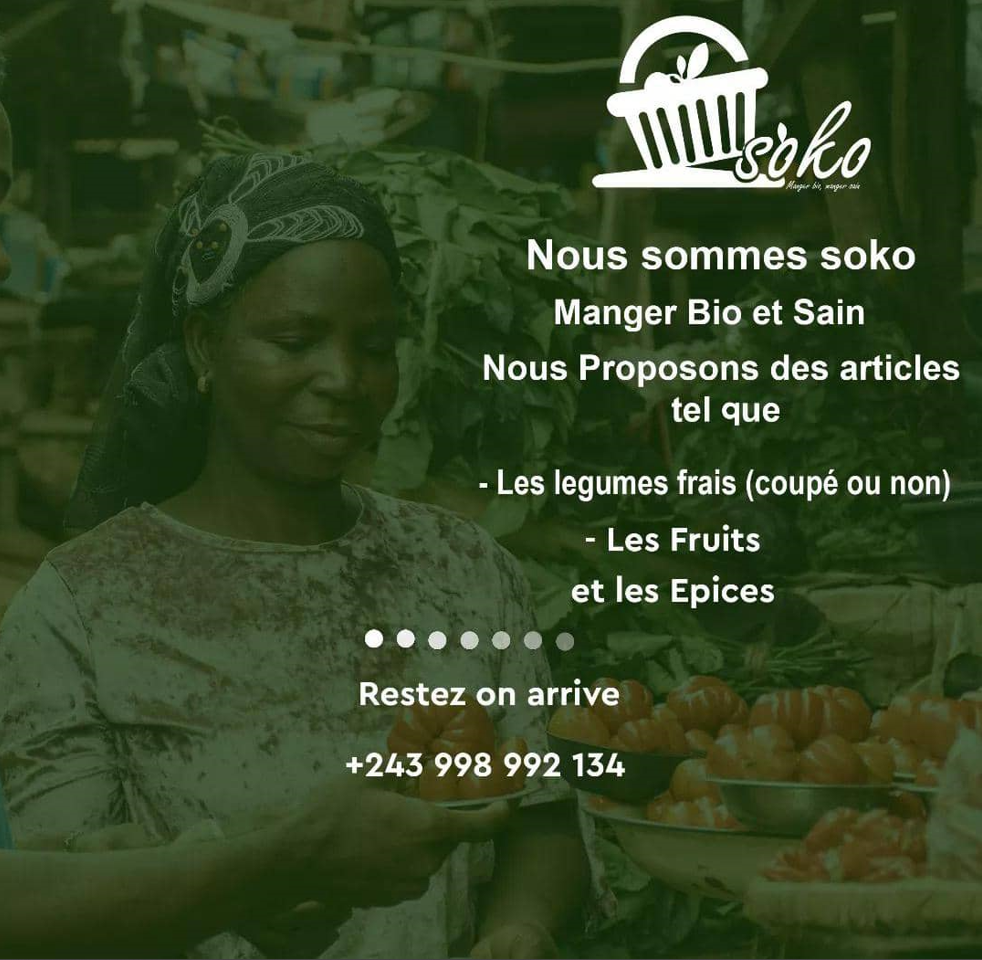 soko
Manger bio, manger sain
Nous sommes soko
Manger Bio et Sain
Nous Proposons des articles
tel que
- Les legumes frais (coupé ou non)
- Les Fruits
et les Epices
Restez on arrive
+243 998 992 134